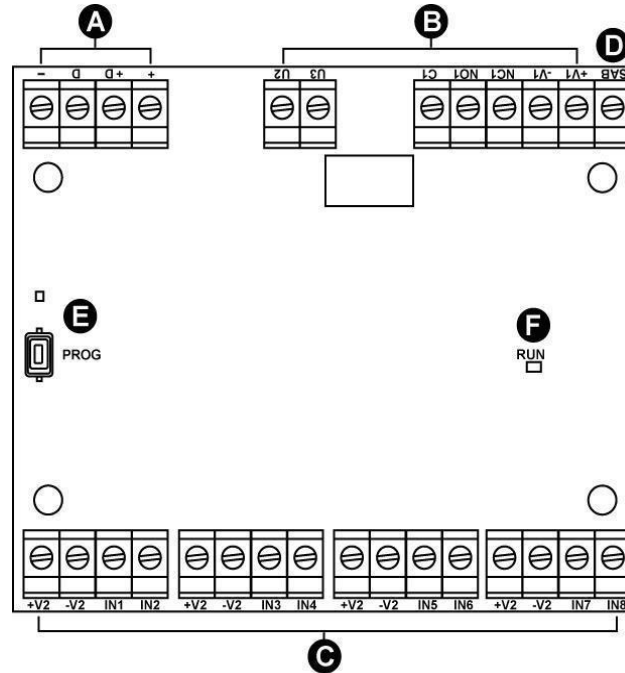 A B D
- D D+ + U2 U3 C1 NO1 NC1 -V1 +V1 SAB
E
PROG
F
RUN
+V2 -V2 IN1 IN2 +V2 -V2 IN3 IN4 +V2 -V2 IN5 IN6 +V2 -V2 IN7 IN8
C